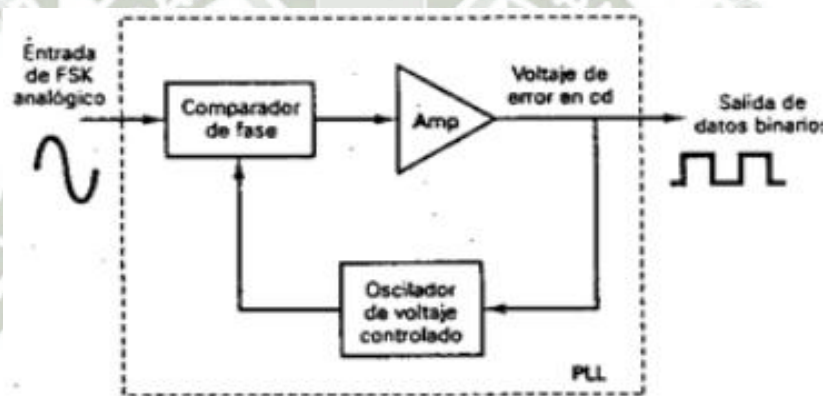 Entrada
de FSK
analógico
Comparador
de fase
Amp
Voltaje de
error en cd
Salida de
datos binarios
Oscilador
de voltaje
controlado
PLL